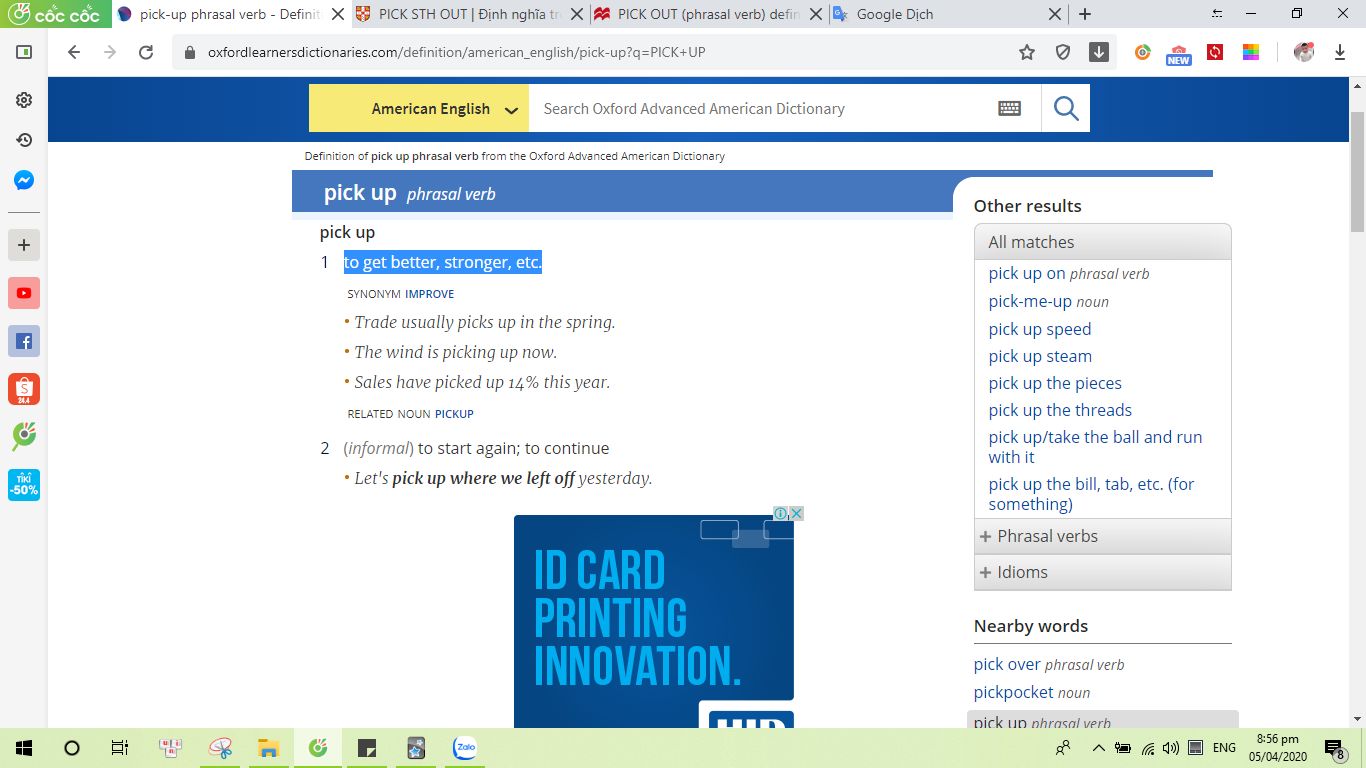 cốc cốc
pick-up phrasal verb - Definit
PICK STH OUT | Định nghĩa tr
PICK OUT (phrasal verb) defin
Google Dịch
oxfordlearnersdictionaries.com/definition/american_english/pick-up?q=PICK+UP
NEW
American English
Search Oxford Advanced American Dictionary
Definition of pick up phrasal verb from the Oxford Advanced American Dictionary
pick up phrasal verb
pick up
1 to get better, stronger, etc.
SYNONYM IMPROVE
• Trade usually picks up in the spring.
• The wind is picking up now.
• Sales have picked up 14% this year.
RELATED NOUN PICKUP
2 (informal) to start again; to continue
• Let's pick up where we left off yesterday.
ID CARD
PRINTING
INNOVATION.
HID
Other results
All matches
pick up on phrasal verb
pick-me-up noun
pick up speed
pick up steam
pick up the pieces
pick up the threads
pick up/take the ball and run
with it
pick up the bill, tab, etc. (for
something)
+ Phrasal verbs
+ Idioms
Nearby words
pick over phrasal verb
pickpocket noun
pick up phrasal verb
24.4
TIKI
-50%
Zalo
ENG
8:56 pm
05/04/2020
8